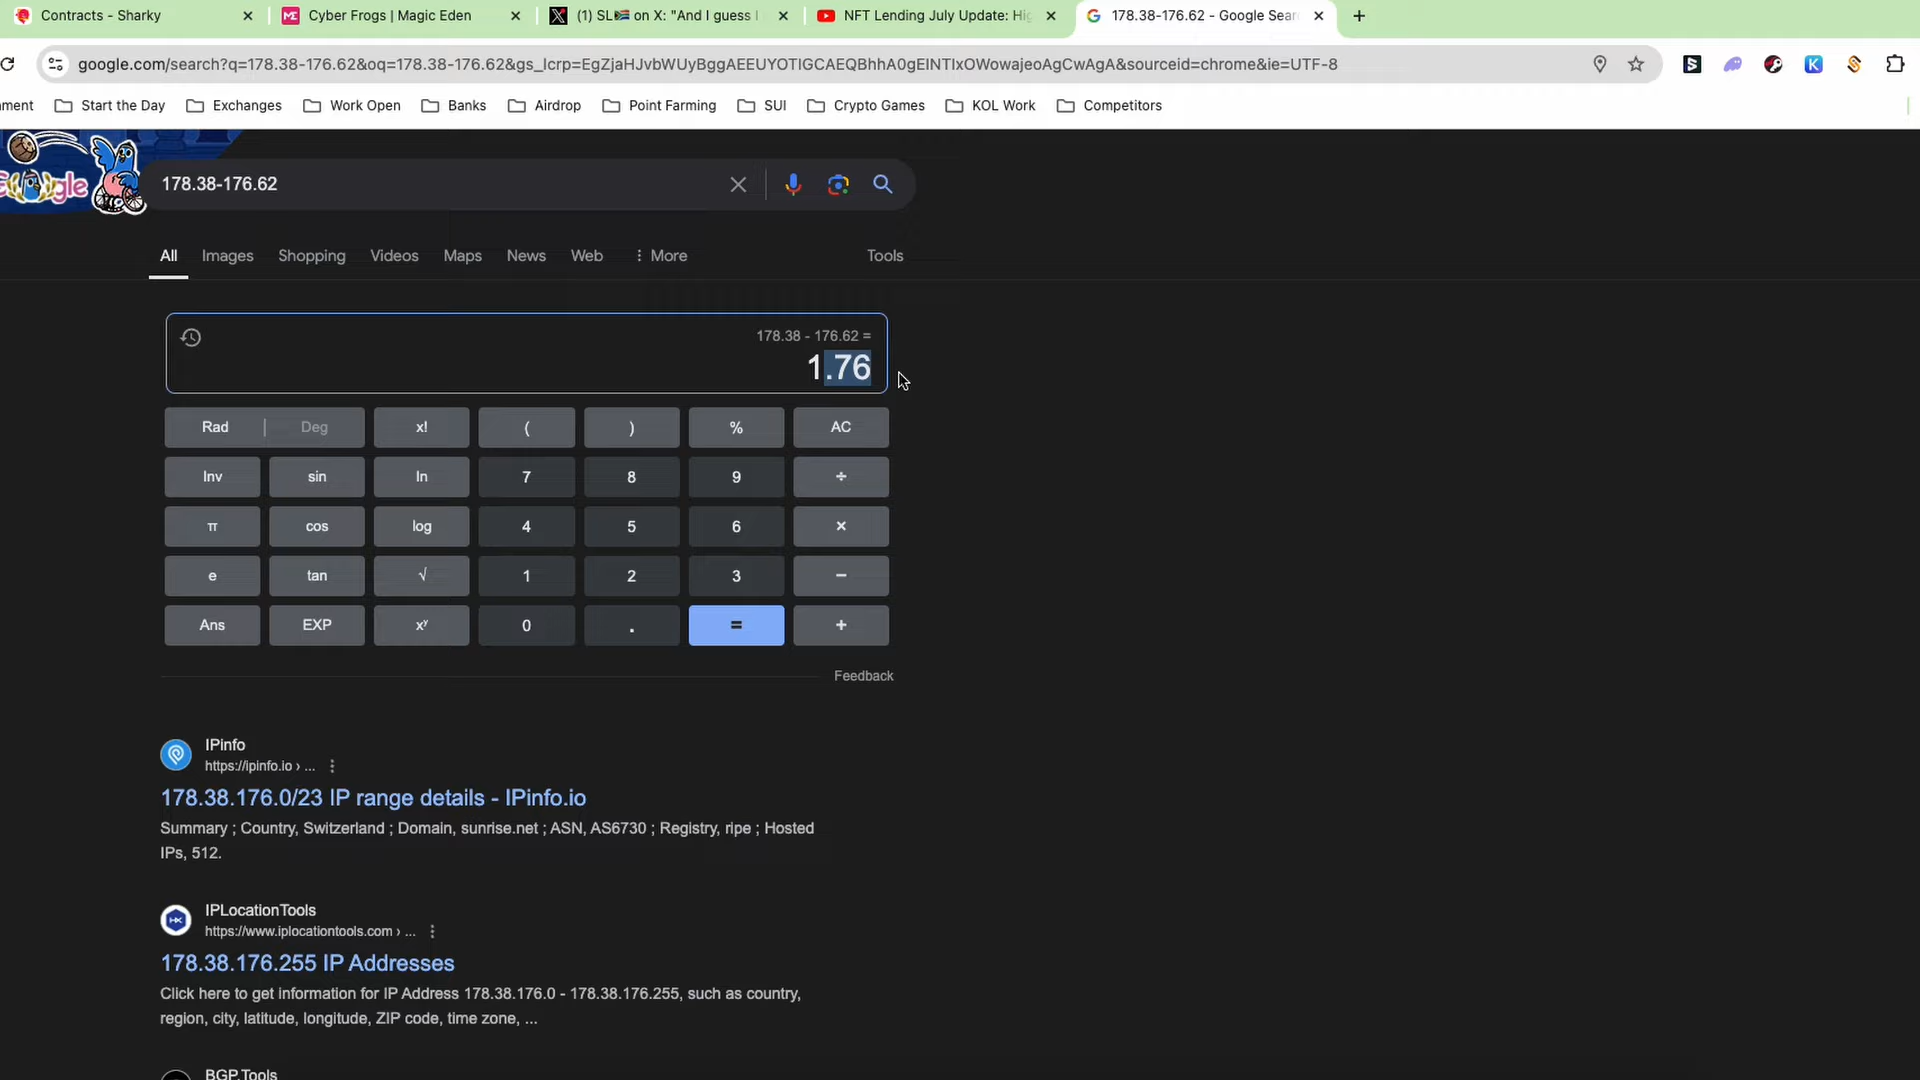 Contracts - Sharky
Cyber Frogs | Magic Eden
(1) SL🇿🇦 on X: "And I guess I
NFT Lending July Update: Hig
178.38-176.62 - Google Sear
google.com/search?q=178.38-176.62&oq=178.38-176.62&gs_lcrp=EgZjaHJvbWUyBggAEEUYOTIGCAEQBhhA0gEINTIxOWowajeoAgCwAgA&sourceid=chrome&ie=UTF-8
ment Start the Day Exchanges Work Open Banks Airdrop Point Farming SUI Crypto Games KOL Work Competitors
Google
178.38-176.62
All Images Shopping Videos Maps News Web More Tools
178.38 - 176.62 =
1.76
Rad | Deg x! ( ) % AC
Inv sin ln 7 8 9 ÷
π cos log 4 5 6 ×
e tan √ 1 2 3 −
Ans EXP xʸ 0 . = +
Feedback
IPinfo
https://ipinfo.io › ...
178.38.176.0/23 IP range details - IPinfo.io
Summary ; Country, Switzerland ; Domain, sunrise.net ; ASN, AS6730 ; Registry, ripe ; Hosted
IPs, 512.
IPLocationTools
https://www.iplocationtools.com › ...
178.38.176.255 IP Addresses
Click here to get information for IP Address 178.38.176.0 - 178.38.176.255, such as country,
region, city, latitude, longitude, ZIP code, time zone, ...
BGP.Tools